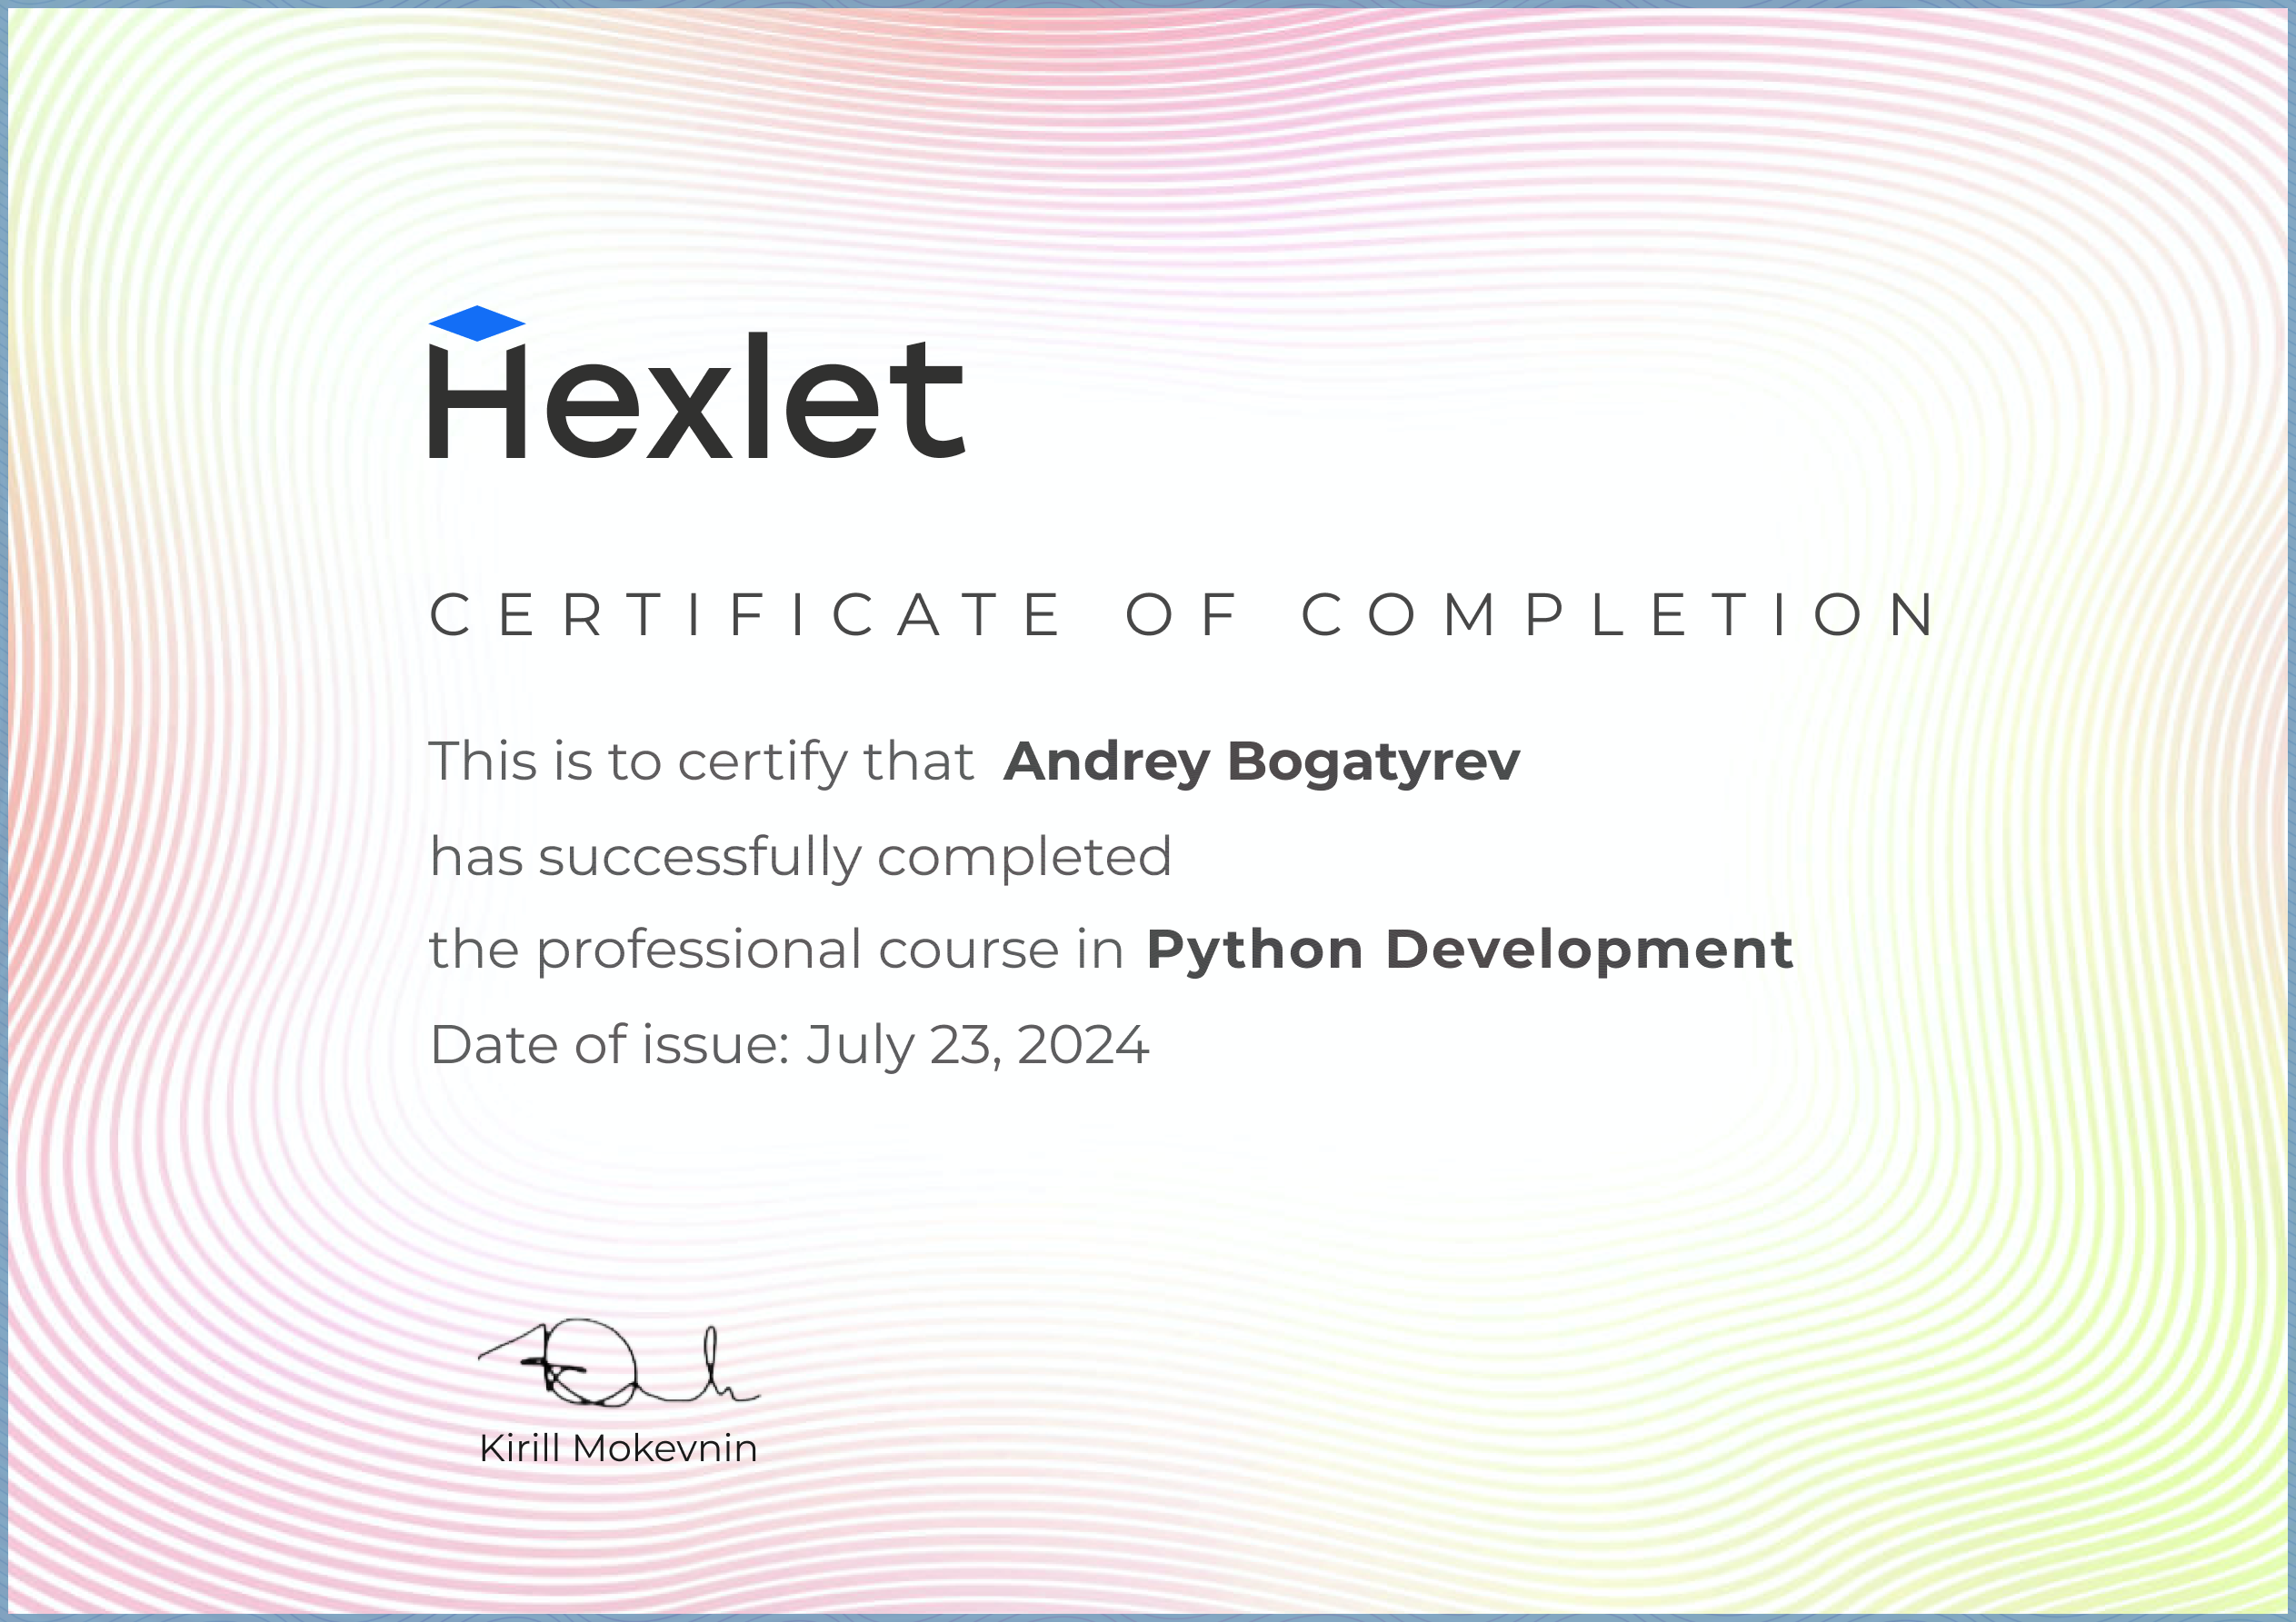 Hexlet
CERTIFICATE OF COMPLETION
This is to certify that Andrey Bogatyrev
has successfully completed
the professional course in Python Development
Date of issue: July 23, 2024
Kirill Mokevnin